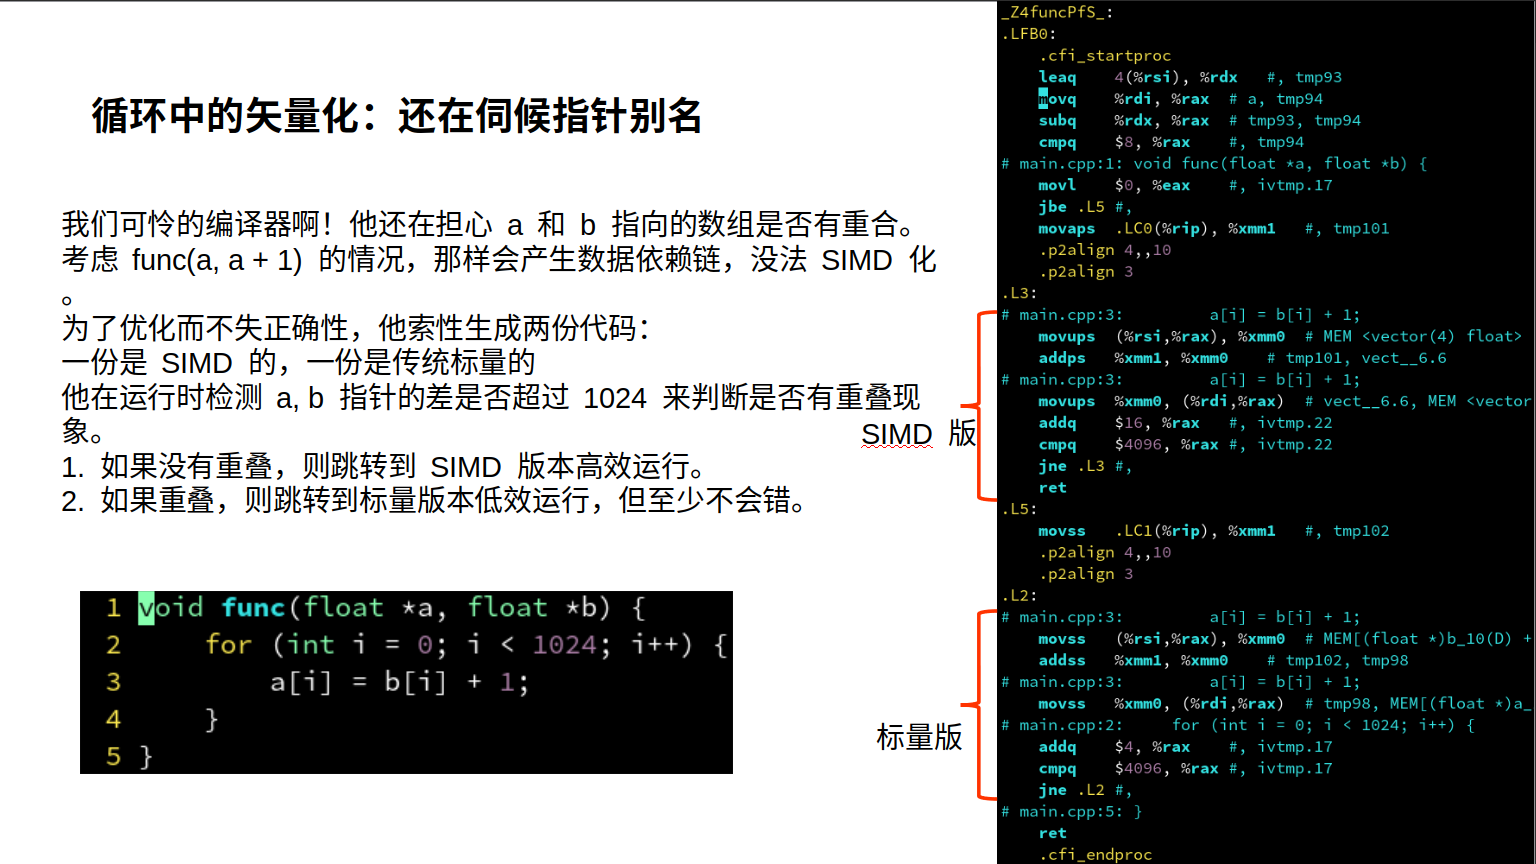 循环中的矢量化：还在伺候指针别名
我们可怜的编译器啊！他还在担心 a 和 b 指向的数组是否有重合。
考虑 func(a, a + 1) 的情况，那样会产生数据依赖链，没法 SIMD 化
。
为了优化而不失正确性，他索性生成两份代码：
一份是 SIMD 的，一份是传统标量的
他在运行时检测 a, b 指针的差是否超过 1024 来判断是否有重叠现
象。
1. 如果没有重叠，则跳转到 SIMD 版本高效运行。
2. 如果重叠，则跳转到标量版本低效运行，但至少不会错。
1 void func(float *a, float *b) {
2     for (int i = 0; i < 1024; i++) {
3         a[i] = b[i] + 1;
4     }
5 }
SIMD 版
标量版
_Z4funcPfS_:
.LFB0:
    .cfi_startproc
    leaq    4(%rsi), %rdx   #, tmp93
    movq    %rdi, %rax  # a, tmp94
    subq    %rdx, %rax  # tmp93, tmp94
    cmpq    $8, %rax    #, tmp94
# main.cpp:1: void func(float *a, float *b) {
    movl    $0, %eax    #, ivtmp.17
    jbe .L5 #,
    movaps  .LC0(%rip), %xmm1   #, tmp101
    .p2align 4,,10
    .p2align 3
.L3:
# main.cpp:3:         a[i] = b[i] + 1;
    movups  (%rsi,%rax), %xmm0  # MEM <vector(4) float>
    addps   %xmm1, %xmm0    # tmp101, vect__6.6
# main.cpp:3:         a[i] = b[i] + 1;
    movups  %xmm0, (%rdi,%rax)  # vect__6.6, MEM <vector
    addq    $16, %rax   #, ivtmp.22
    cmpq    $4096, %rax #, ivtmp.22
    jne .L3 #,
    ret
.L5:
    movss   .LC1(%rip), %xmm1   #, tmp102
    .p2align 4,,10
    .p2align 3
.L2:
# main.cpp:3:         a[i] = b[i] + 1;
    movss   (%rsi,%rax), %xmm0  # MEM[(float *)b_10(D) +
    addss   %xmm1, %xmm0    # tmp102, tmp98
# main.cpp:3:         a[i] = b[i] + 1;
    movss   %xmm0, (%rdi,%rax)  # tmp98, MEM[(float *)a_
# main.cpp:2:     for (int i = 0; i < 1024; i++) {
    addq    $4, %rax    #, ivtmp.17
    cmpq    $4096, %rax #, ivtmp.17
    jne .L2 #,
# main.cpp:5: }
    ret
    .cfi_endproc